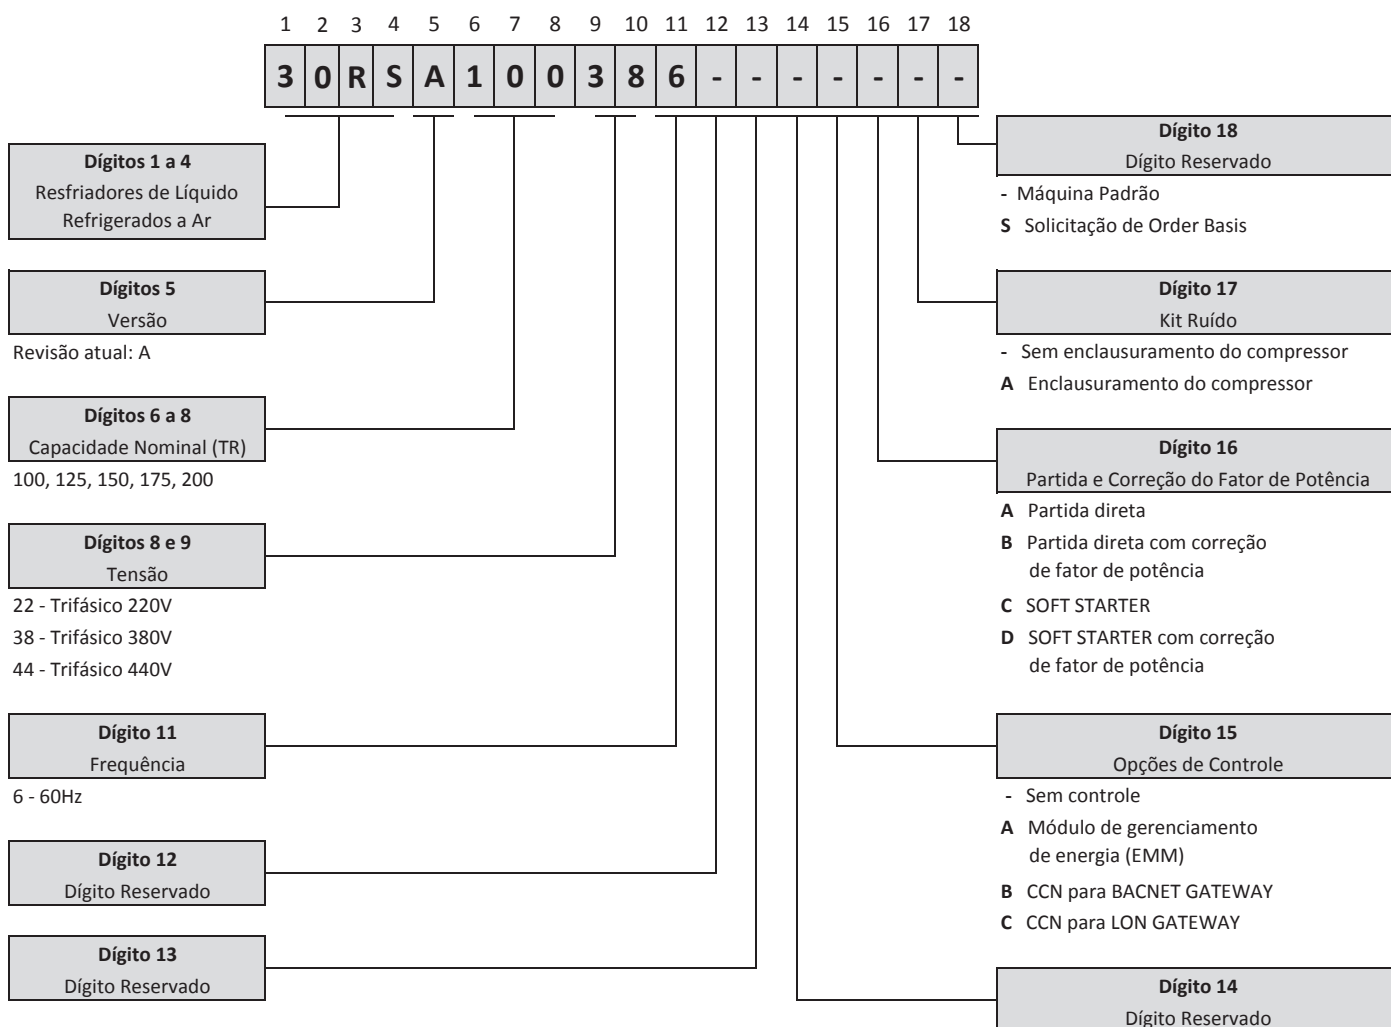 1 2 3 4 5 6 7 8 9 10 11 12 13 14 15 16 17 18
3 0 R S A 1 0 0 3 8 6 - - - - - - -
Dígitos 1 a 4
Resfriadores de Líquido
Refrigerados a Ar
Dígitos 5
Versão
Revisão atual: A
Dígitos 6 a 8
Capacidade Nominal (TR)
100, 125, 150, 175, 200
Dígitos 8 e 9
Tensão
22 - Trifásico 220V
38 - Trifásico 380V
44 - Trifásico 440V
Dígito 11
Frequência
6 - 60Hz
Dígito 12
Dígito Reservado
Dígito 13
Dígito Reservado
Dígito 18
Dígito Reservado
- Máquina Padrão
S Solicitação de Order Basis
Dígito 17
Kit Ruído
- Sem enclausuramento do compressor
A Enclausuramento do compressor
Dígito 16
Partida e Correção do Fator de Potência
A Partida direta
B Partida direta com correção
de fator de potência
C SOFT STARTER
D SOFT STARTER com correção
de fator de potência
Dígito 15
Opções de Controle
- Sem controle
A Módulo de gerenciamento
de energia (EMM)
B CCN para BACNET GATEWAY
C CCN para LON GATEWAY
Dígito 14
Dígito Reservado